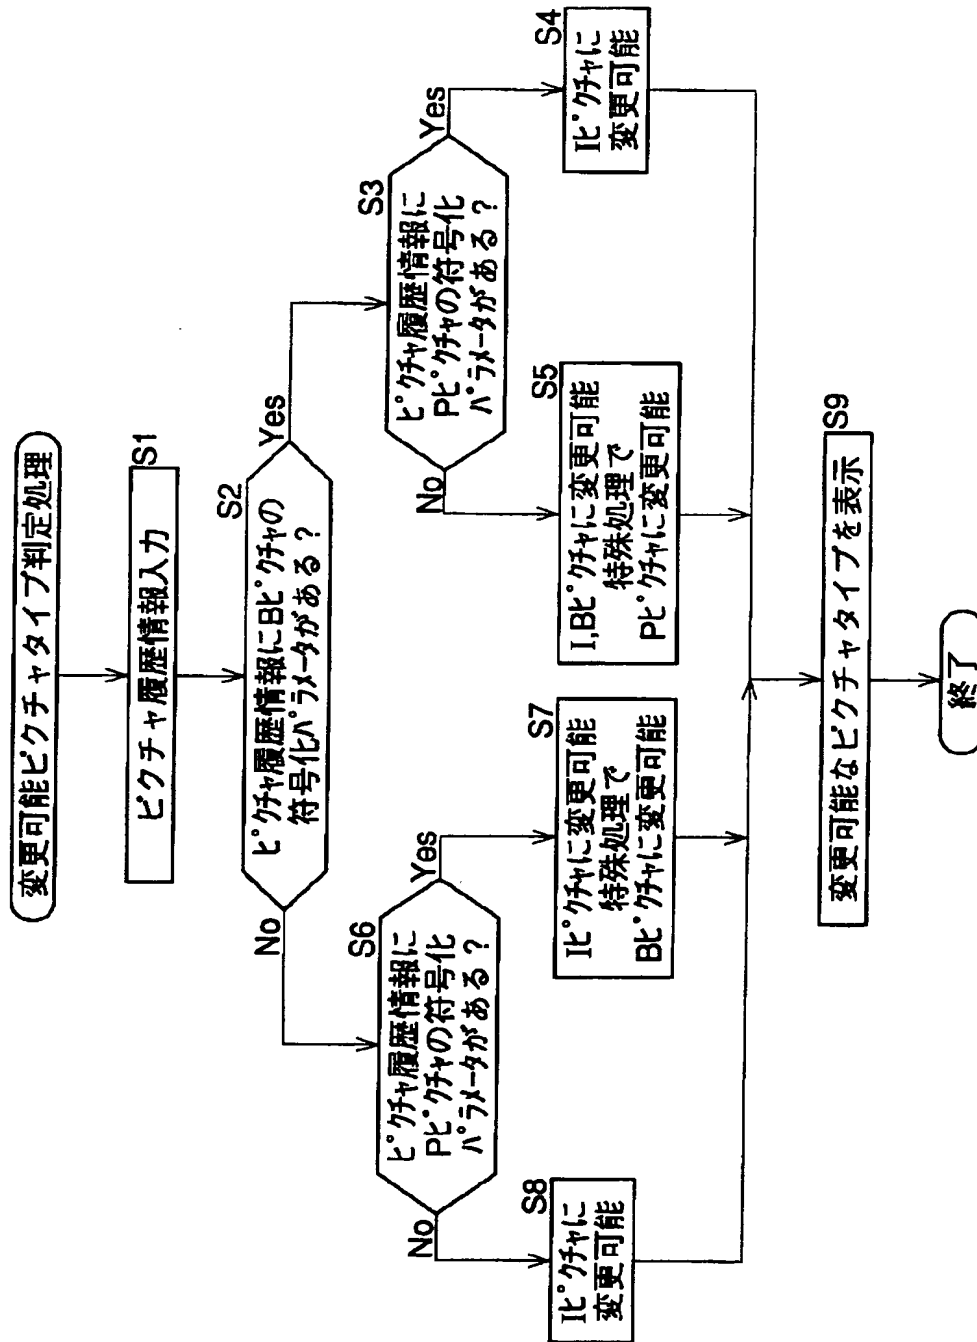 変更可能ピクチャタイプ判定処理
S1
ピクチャ履歴情報入力
S2
ピクチャ履歴情報にBピクチャの
符号化パラメータがある?
No
Yes
S6
ピクチャ履歴情報に
Pピクチャの符号化
パラメータがある?
No
Yes
S3
ピクチャ履歴情報に
Pピクチャの符号化
パラメータがある?
No
Yes
S8
Iピクチャに
変更可能
S7
Iピクチャに変更可能
特殊処理で
Bピクチャに変更可能
S5
I,Bピクチャに変更可能
特殊処理で
Pピクチャに変更可能
S4
Iピクチャに
変更可能
S9
変更可能なピクチャタイプを表示
終了